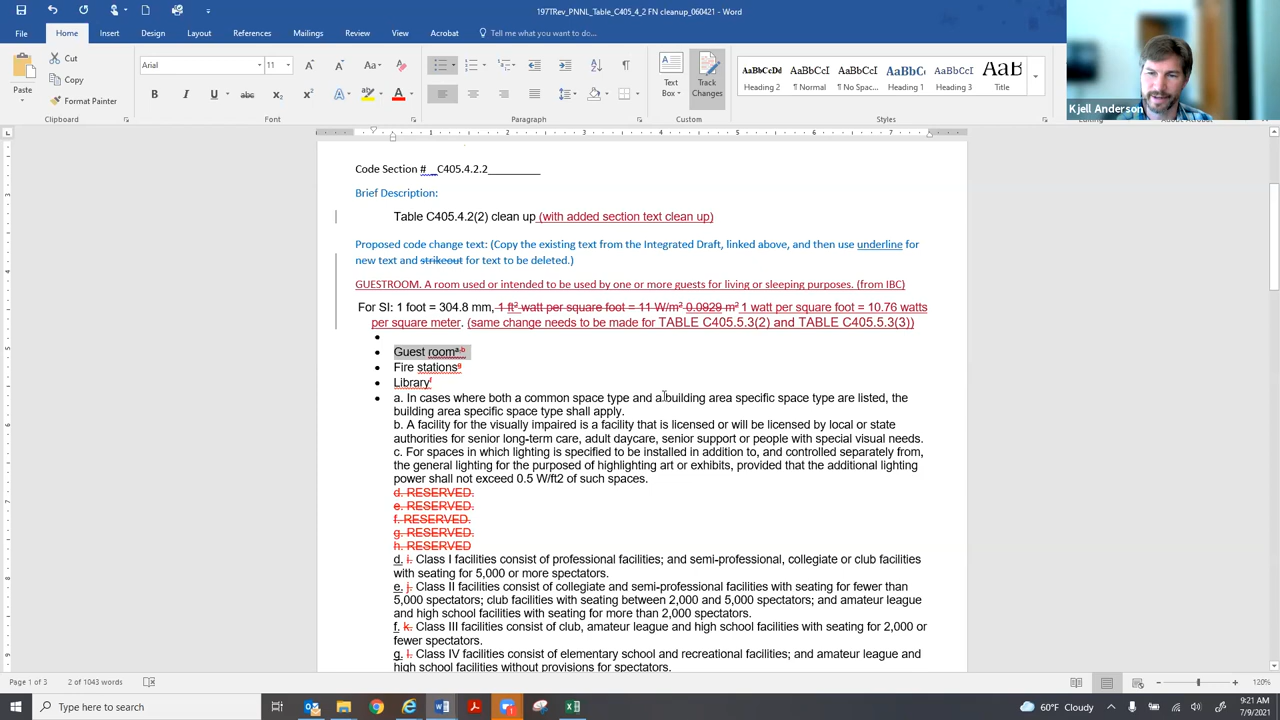 197TRev_PNNL_Table_C405_4_2 FN cleanup_060421 - Word
File Home Insert Design Layout References Mailings Review View Acrobat Tell me what you want to do...
Paste Cut Copy Format Painter
Clipboard
Arial 11
Font
Paragraph
Text Box Track Changes
Custom
AaBbCcDd AaBbCcI AaBbCcI AaBbC AaBbCcI AaB
Heading 2 ¶ Normal ¶ No Spac... Heading 1 Heading 3 Title
Styles
Editing
Kjell Anderson
Code Section # _C405.4.2.2_________
Brief Description:
Table C405.4.2(2) clean up (with added section text clean up)
Proposed code change text: (Copy the existing text from the Integrated Draft, linked above, and then use underline for
new text and strikeout for text to be deleted.)
GUESTROOM. A room used or intended to be used by one or more guests for living or sleeping purposes. (from IBC)
For SI: 1 foot = 304.8 mm, 1 ft² watt per square foot = 11 W/m² 0.0929 m² 1 watt per square foot = 10.76 watts
per square meter. (same change needs to be made for TABLE C405.5.3(2) and TABLE C405.5.3(3))
•
• Guest roomᵃ,ᵇ
• Fire stationsᵍ
• Libraryᶠ
• a. In cases where both a common space type and a building area specific space type are listed, the
building area specific space type shall apply.
b. A facility for the visually impaired is a facility that is licensed or will be licensed by local or state
authorities for senior long-term care, adult daycare, senior support or people with special visual needs.
c. For spaces in which lighting is specified to be installed in addition to, and controlled separately from,
the general lighting for the purposed of highlighting art or exhibits, provided that the additional lighting
power shall not exceed 0.5 W/ft2 of such spaces.
d. RESERVED.
e. RESERVED.
f. RESERVED.
g. RESERVED.
h. RESERVED
d. i. Class I facilities consist of professional facilities; and semi-professional, collegiate or club facilities
with seating for 5,000 or more spectators.
e. j. Class II facilities consist of collegiate and semi-professional facilities with seating for fewer than
5,000 spectators; club facilities with seating between 2,000 and 5,000 spectators; and amateur league
and high school facilities with seating for more than 2,000 spectators.
f. k. Class III facilities consist of club, amateur league and high school facilities with seating for 2,000 or
fewer spectators.
g. l. Class IV facilities consist of elementary school and recreational facilities; and amateur league and
high school facilities without provisions for spectators.
Page 1 of 3 2 of 1043 words 120%
Type here to search
60°F 9:21 AM
7/9/2021